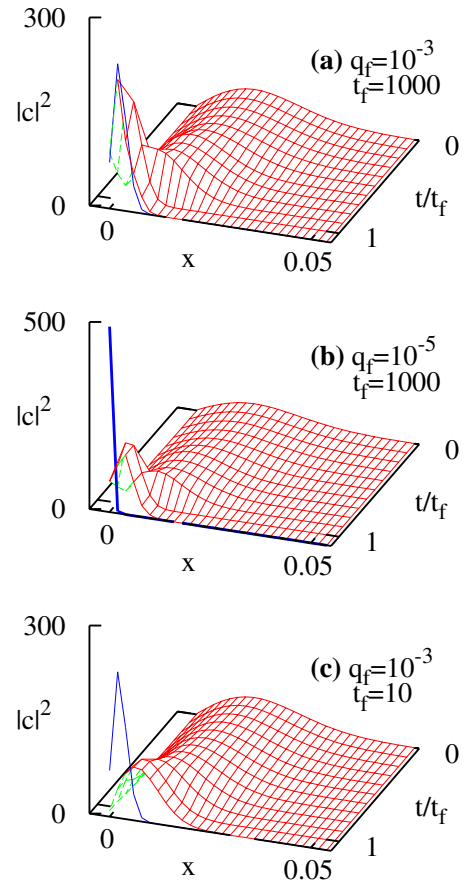 300
(a) q_f=10^-3
t_f=1000
|c|^2
0
0
t/t_f
0
1
x
0.05
500
(b) q_f=10^-5
t_f=1000
|c|^2
0
0
t/t_f
0
1
x
0.05
300
(c) q_f=10^-3
t_f=10
|c|^2
0
0
t/t_f
0
1
x
0.05